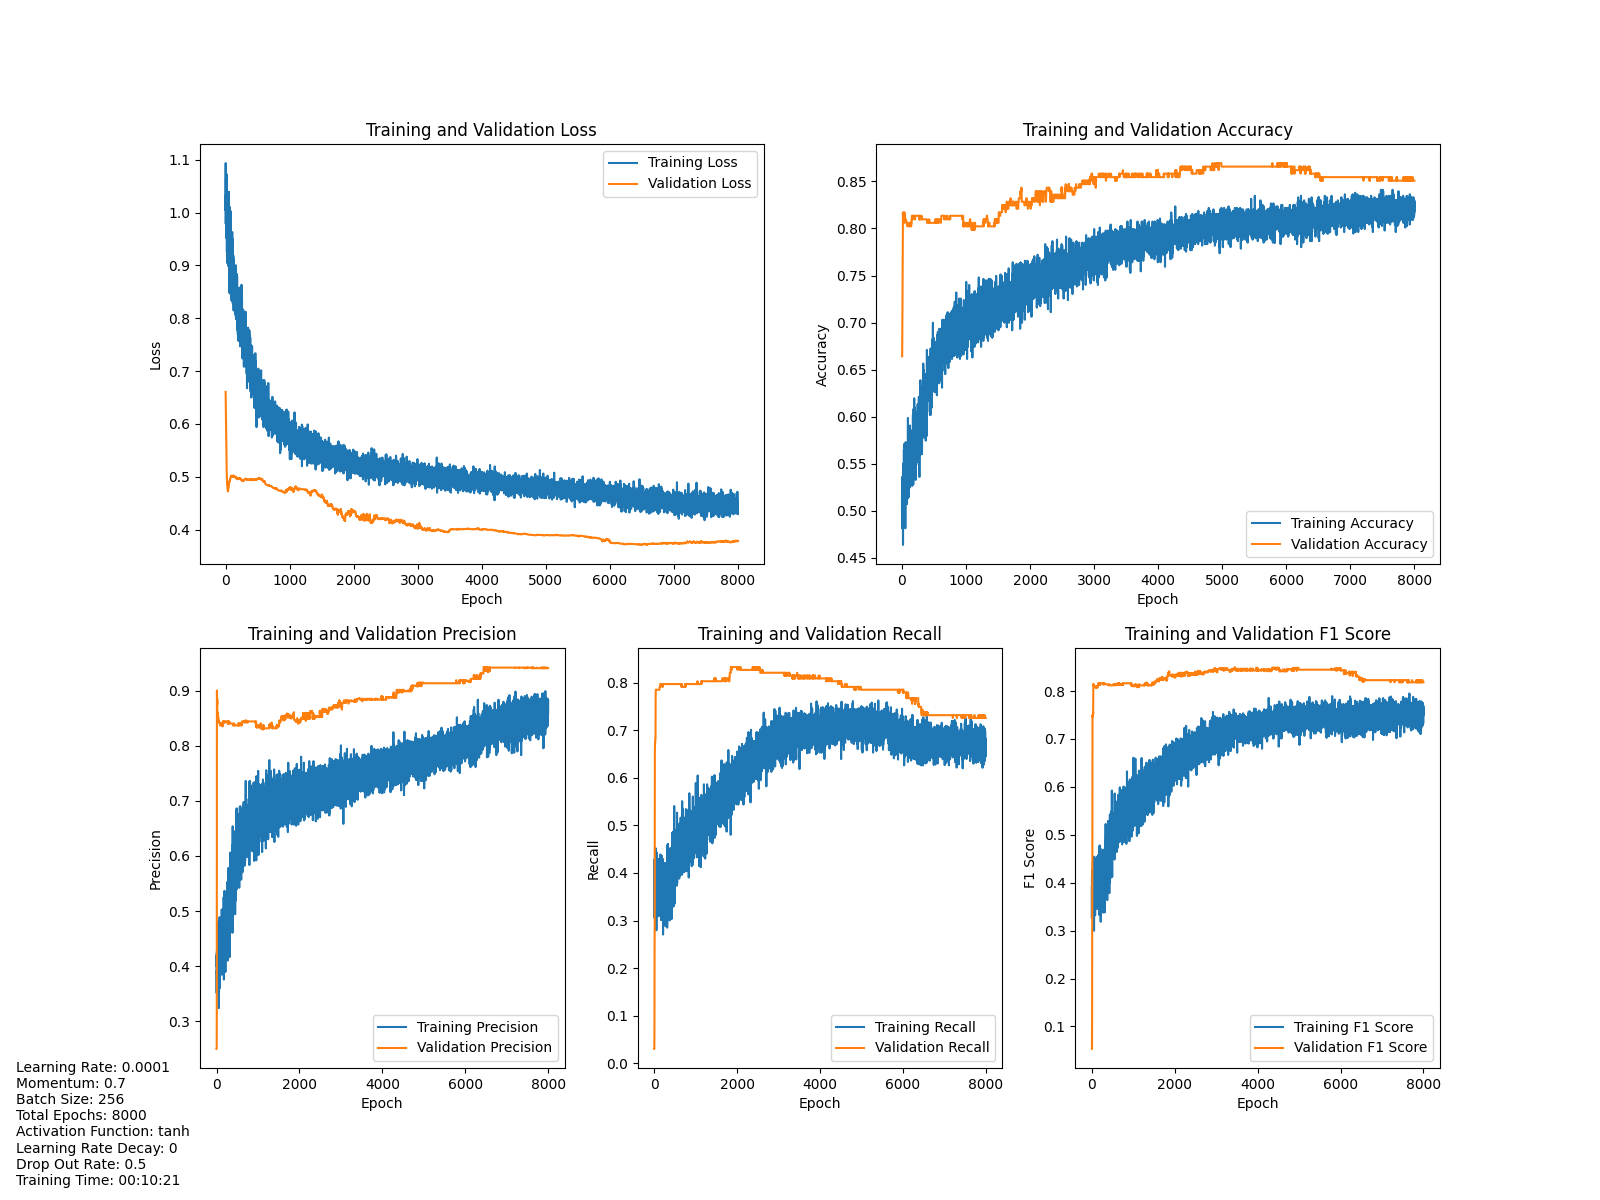 Training and Validation Loss
Training and Validation Accuracy
1.1
1.0
0.9
0.8
0.7
0.6
0.5
0.4
Loss
0
1000
2000
3000
4000
5000
6000
7000
8000
Epoch
Training Loss
Validation Loss
0.85
0.80
0.75
0.70
0.65
0.60
0.55
0.50
0.45
Accuracy
0
1000
2000
3000
4000
5000
6000
7000
8000
Epoch
Training Accuracy
Validation Accuracy
Training and Validation Precision
0.9
0.8
0.7
0.6
0.5
0.4
0.3
Precision
0
2000
4000
6000
8000
Epoch
Training Precision
Validation Precision
Training and Validation Recall
0.8
0.7
0.6
0.5
0.4
0.3
0.2
0.1
0.0
Recall
0
2000
4000
6000
8000
Epoch
Training Recall
Validation Recall
Training and Validation F1 Score
0.8
0.7
0.6
0.5
0.4
0.3
0.2
0.1
F1 Score
0
2000
4000
6000
8000
Epoch
Training F1 Score
Validation F1 Score
Learning Rate: 0.0001
Momentum: 0.7
Batch Size: 256
Total Epochs: 8000
Activation Function: tanh
Learning Rate Decay: 0
Drop Out Rate: 0.5
Training Time: 00:10:21